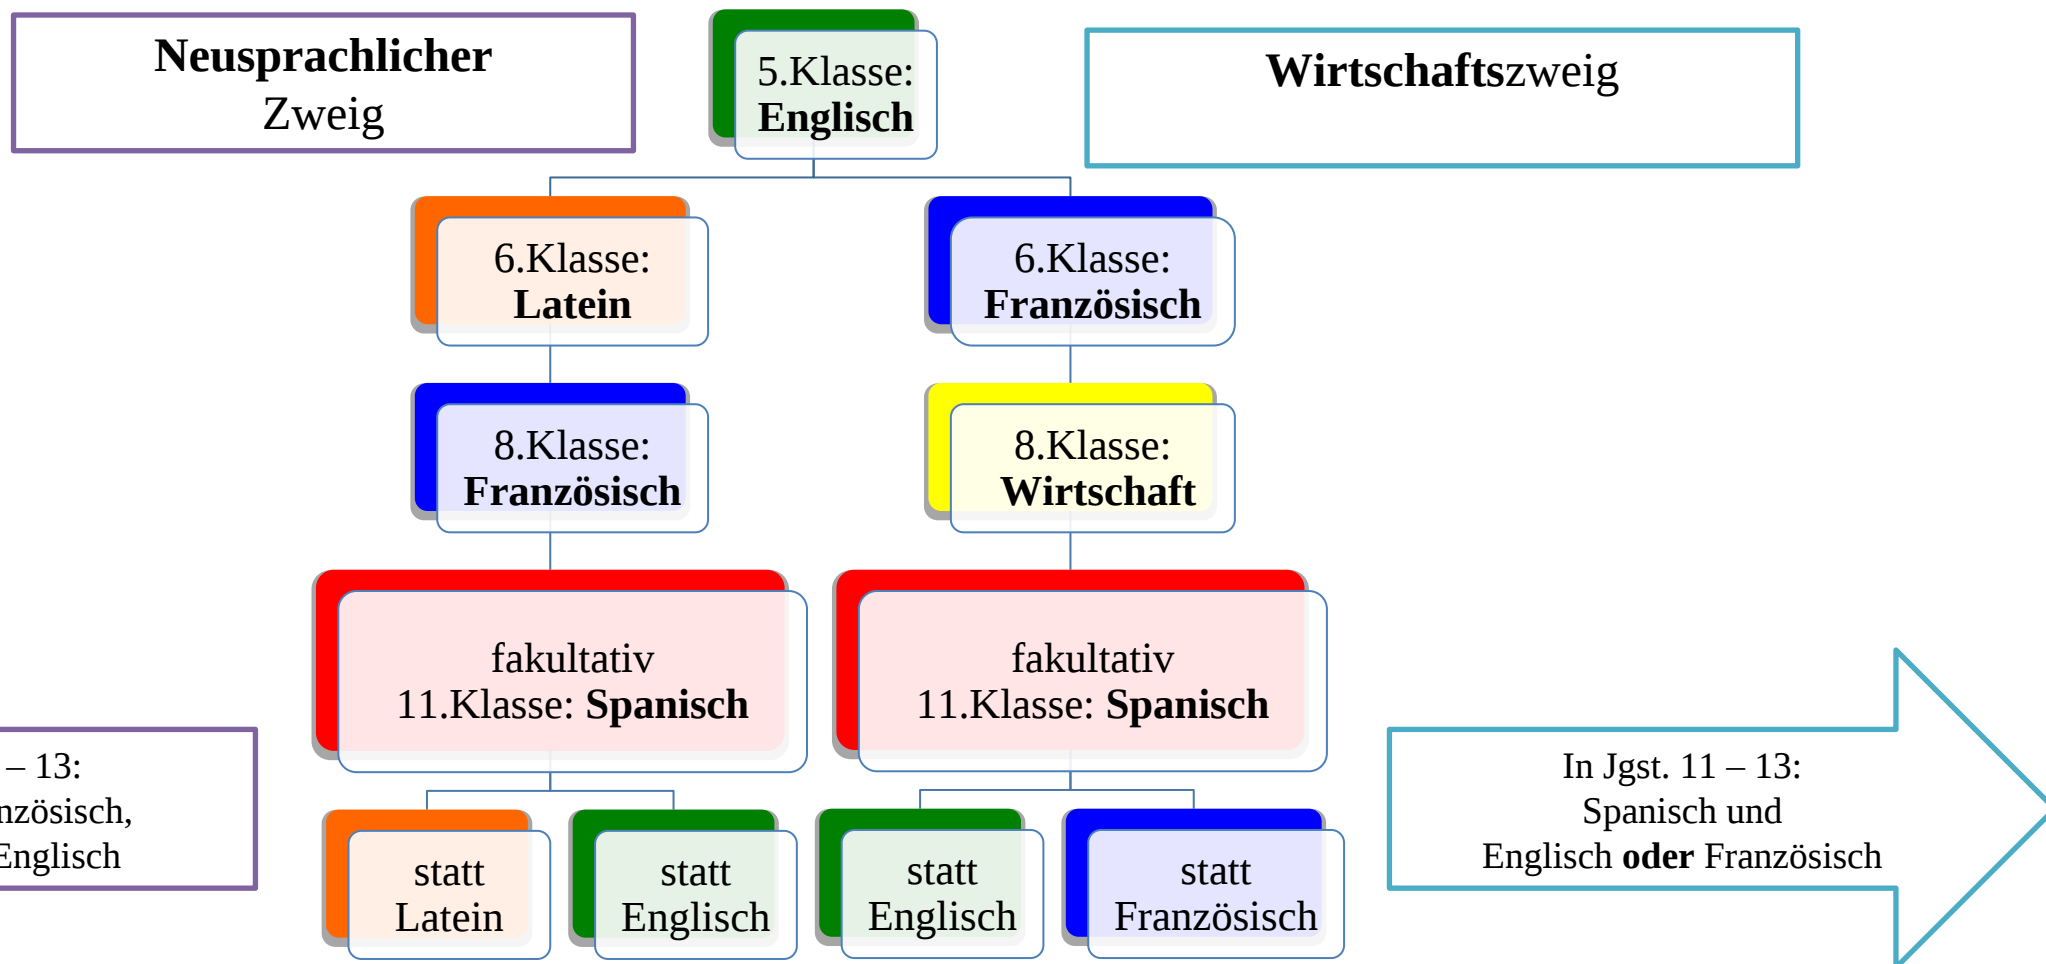 Neusprachlicher
Zweig
5.Klasse:
Englisch
Wirtschaftszweig
6.Klasse:
Latein
6.Klasse:
Französisch
8.Klasse:
Französisch
8.Klasse:
Wirtschaft
fakultativ
11.Klasse: Spanisch
fakultativ
11.Klasse: Spanisch
– 13:
nzösisch,
Englisch
In Jgst. 11 – 13:
Spanisch und
Englisch oder Französisch
statt
Latein
statt
Englisch
statt
Englisch
statt
Französisch